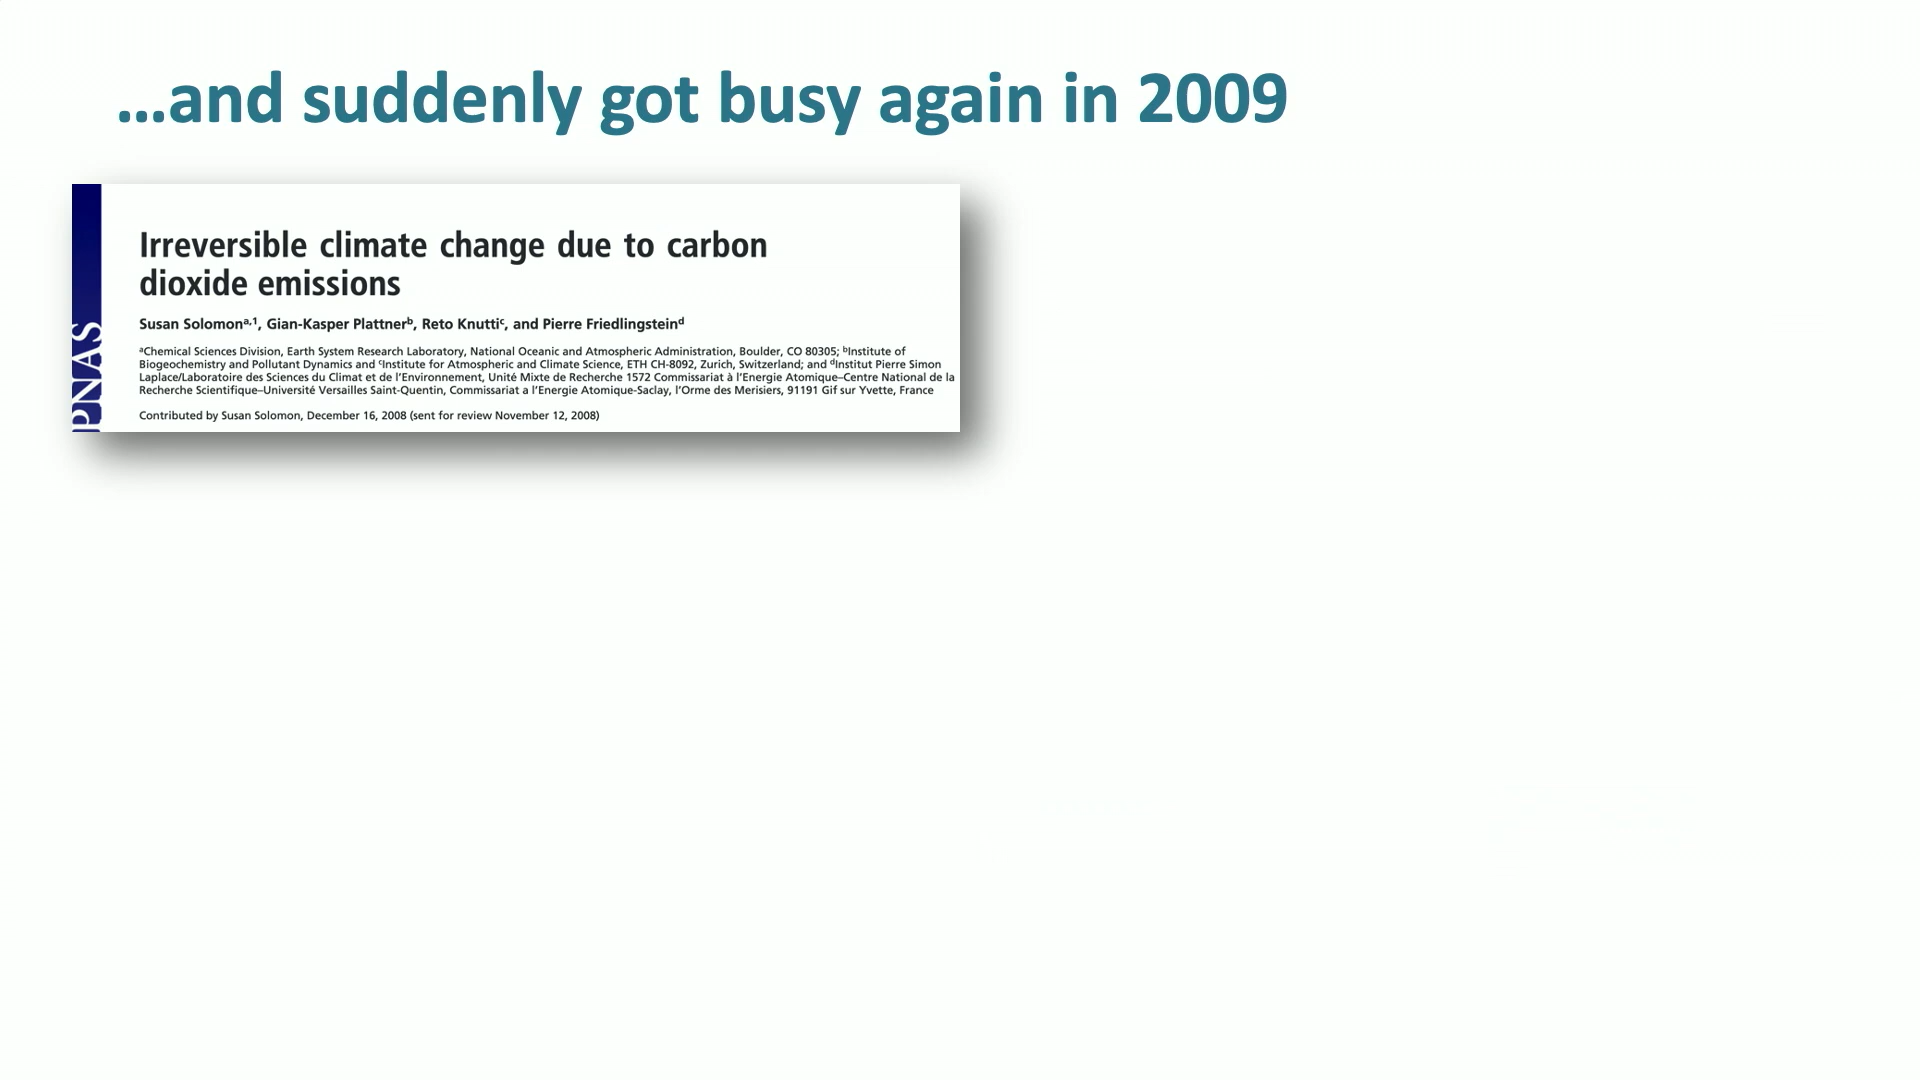 …and suddenly got busy again in 2009
PNAS
Irreversible climate change due to carbon
dioxide emissions
Susan Solomonᵃ,¹, Gian-Kasper Plattnerᵇ, Reto Knuttiᶜ, and Pierre Friedlingsteinᵈ
ᵃChemical Sciences Division, Earth System Research Laboratory, National Oceanic and Atmospheric Administration, Boulder, CO 80305; ᵇInstitute of
Biogeochemistry and Pollutant Dynamics and ᶜInstitute for Atmospheric and Climate Science, ETH CH-8092, Zurich, Switzerland; and ᵈInstitut Pierre Simon
Laplace/Laboratoire des Sciences du Climat et de l’Environnement, Unité Mixte de Recherche 1572 Commissariat à l’Energie Atomique–Centre National de la
Recherche Scientifique–Université Versailles Saint-Quentin, Commissariat a l’Energie Atomique-Saclay, l’Orme des Merisiers, 91191 Gif sur Yvette, France
Contributed by Susan Solomon, December 16, 2008 (sent for review November 12, 2008)